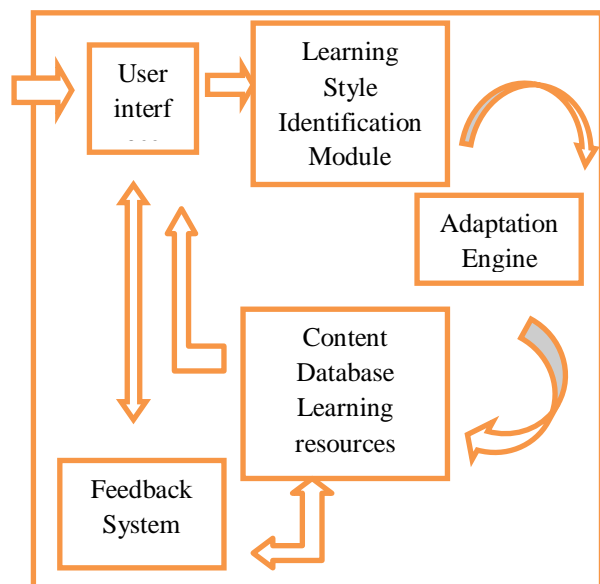 User
interf
Learning
Style
Identification
Module
Adaptation
Engine
Content
Database
Learning
resources
Feedback
System